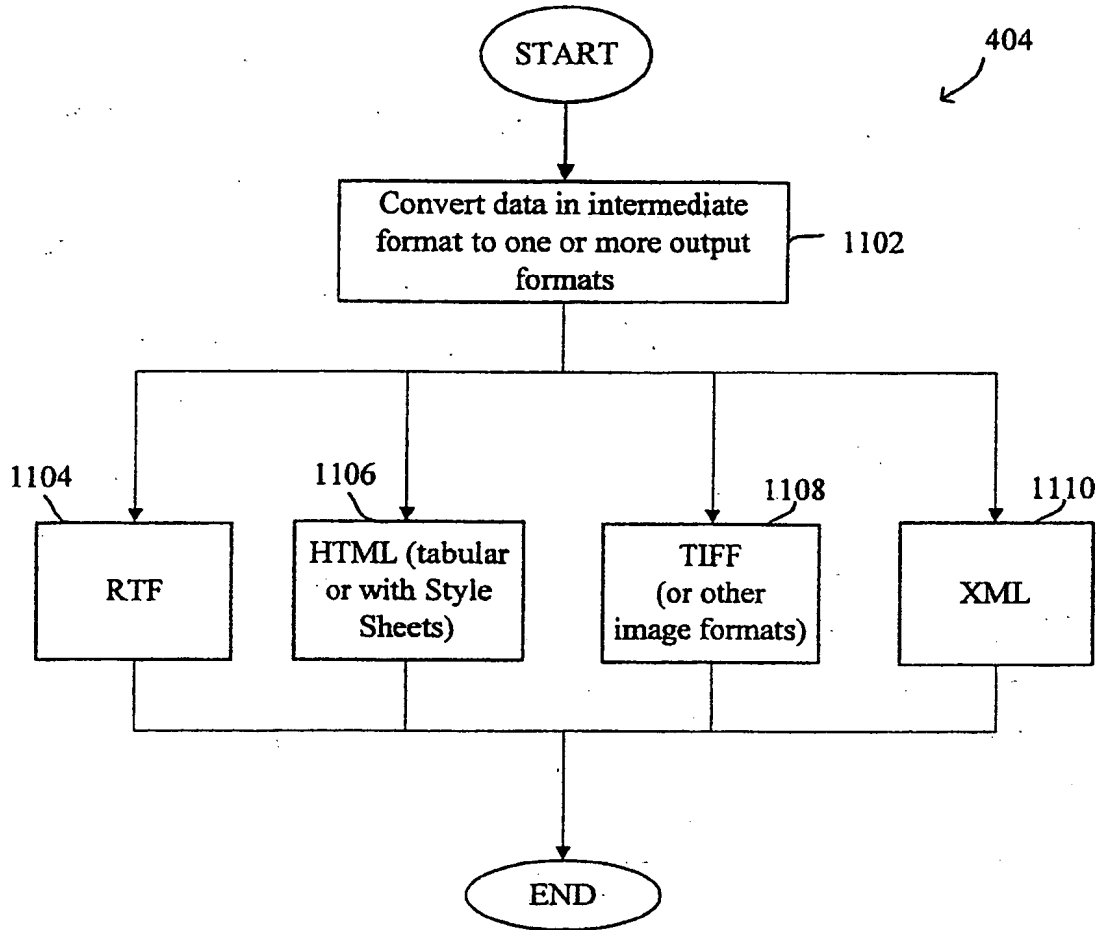 START
404
Convert data in intermediate
format to one or more output
formats
1102
1104
1106
1108
1110
RTF
HTML (tabular
or with Style
Sheets)
TIFF
(or other
image formats)
XML
END